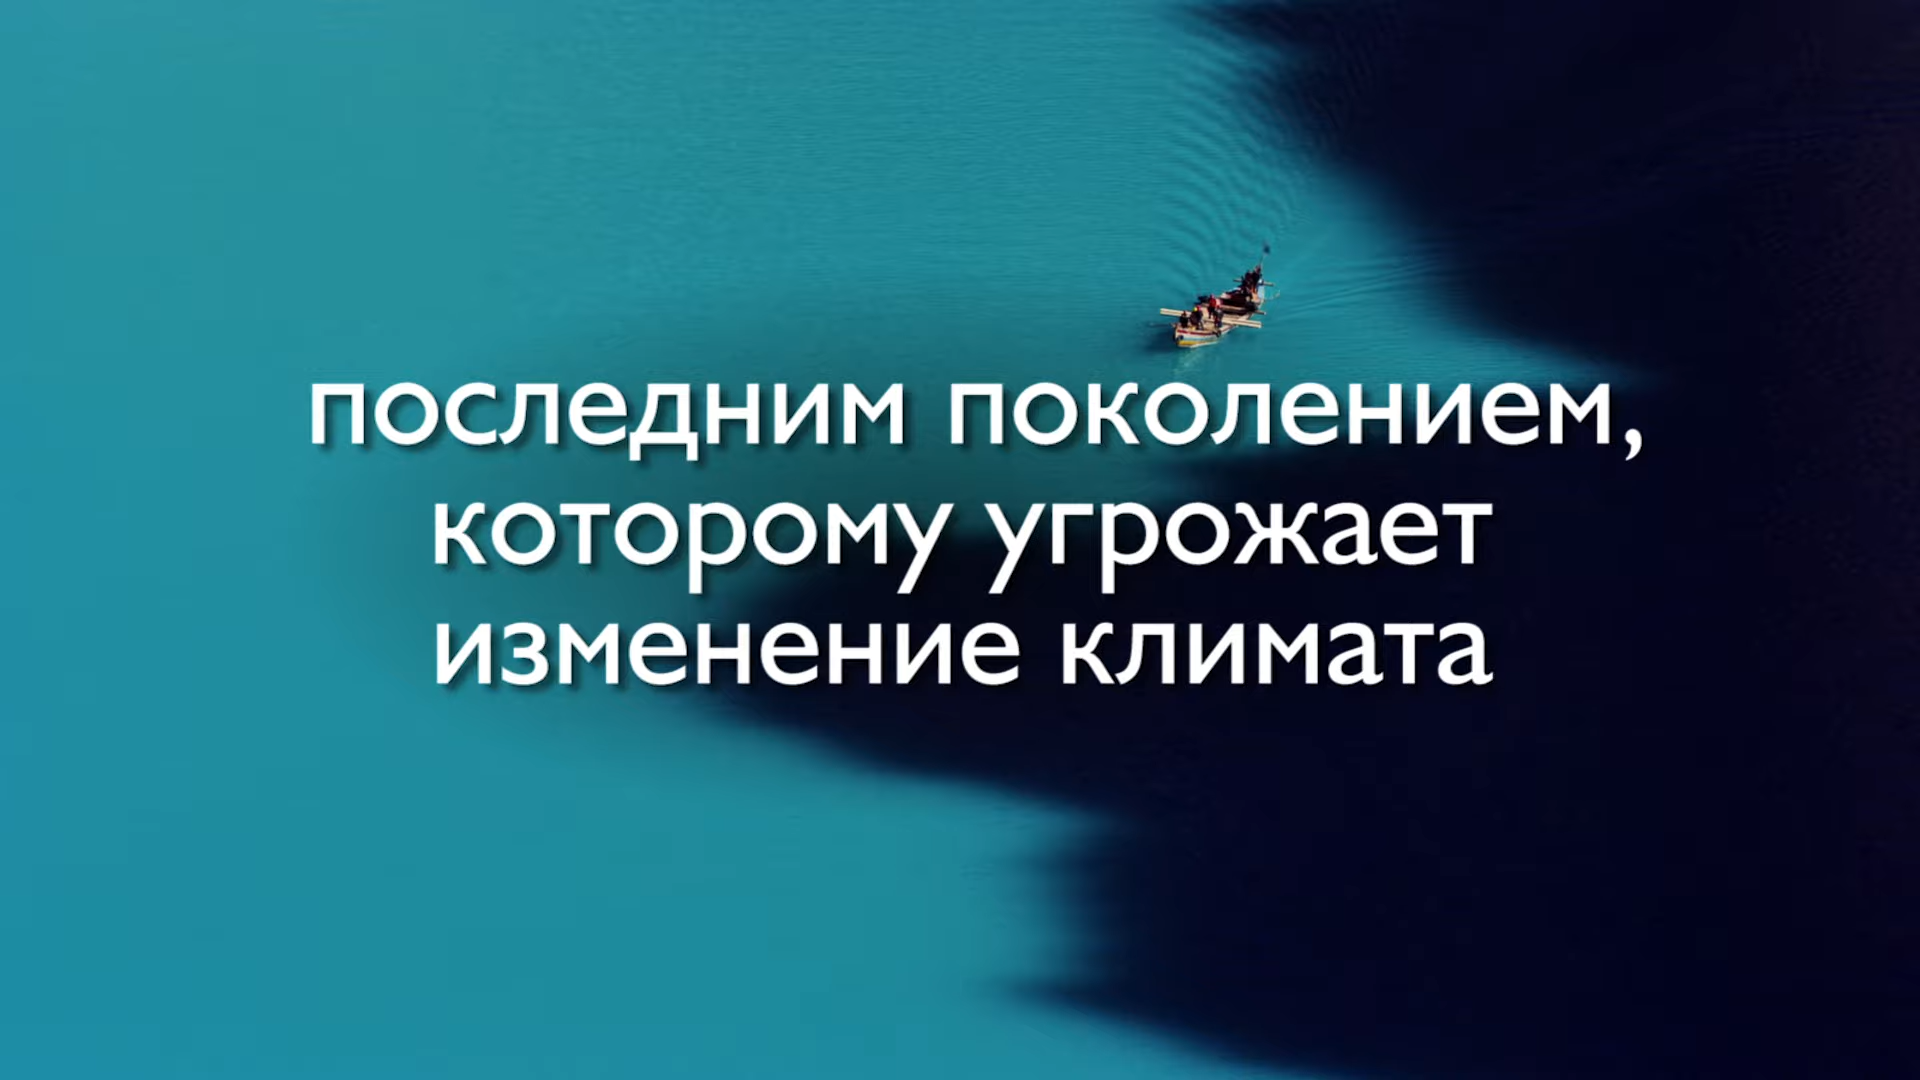 последним поколением,
которому угрожает
изменение климата